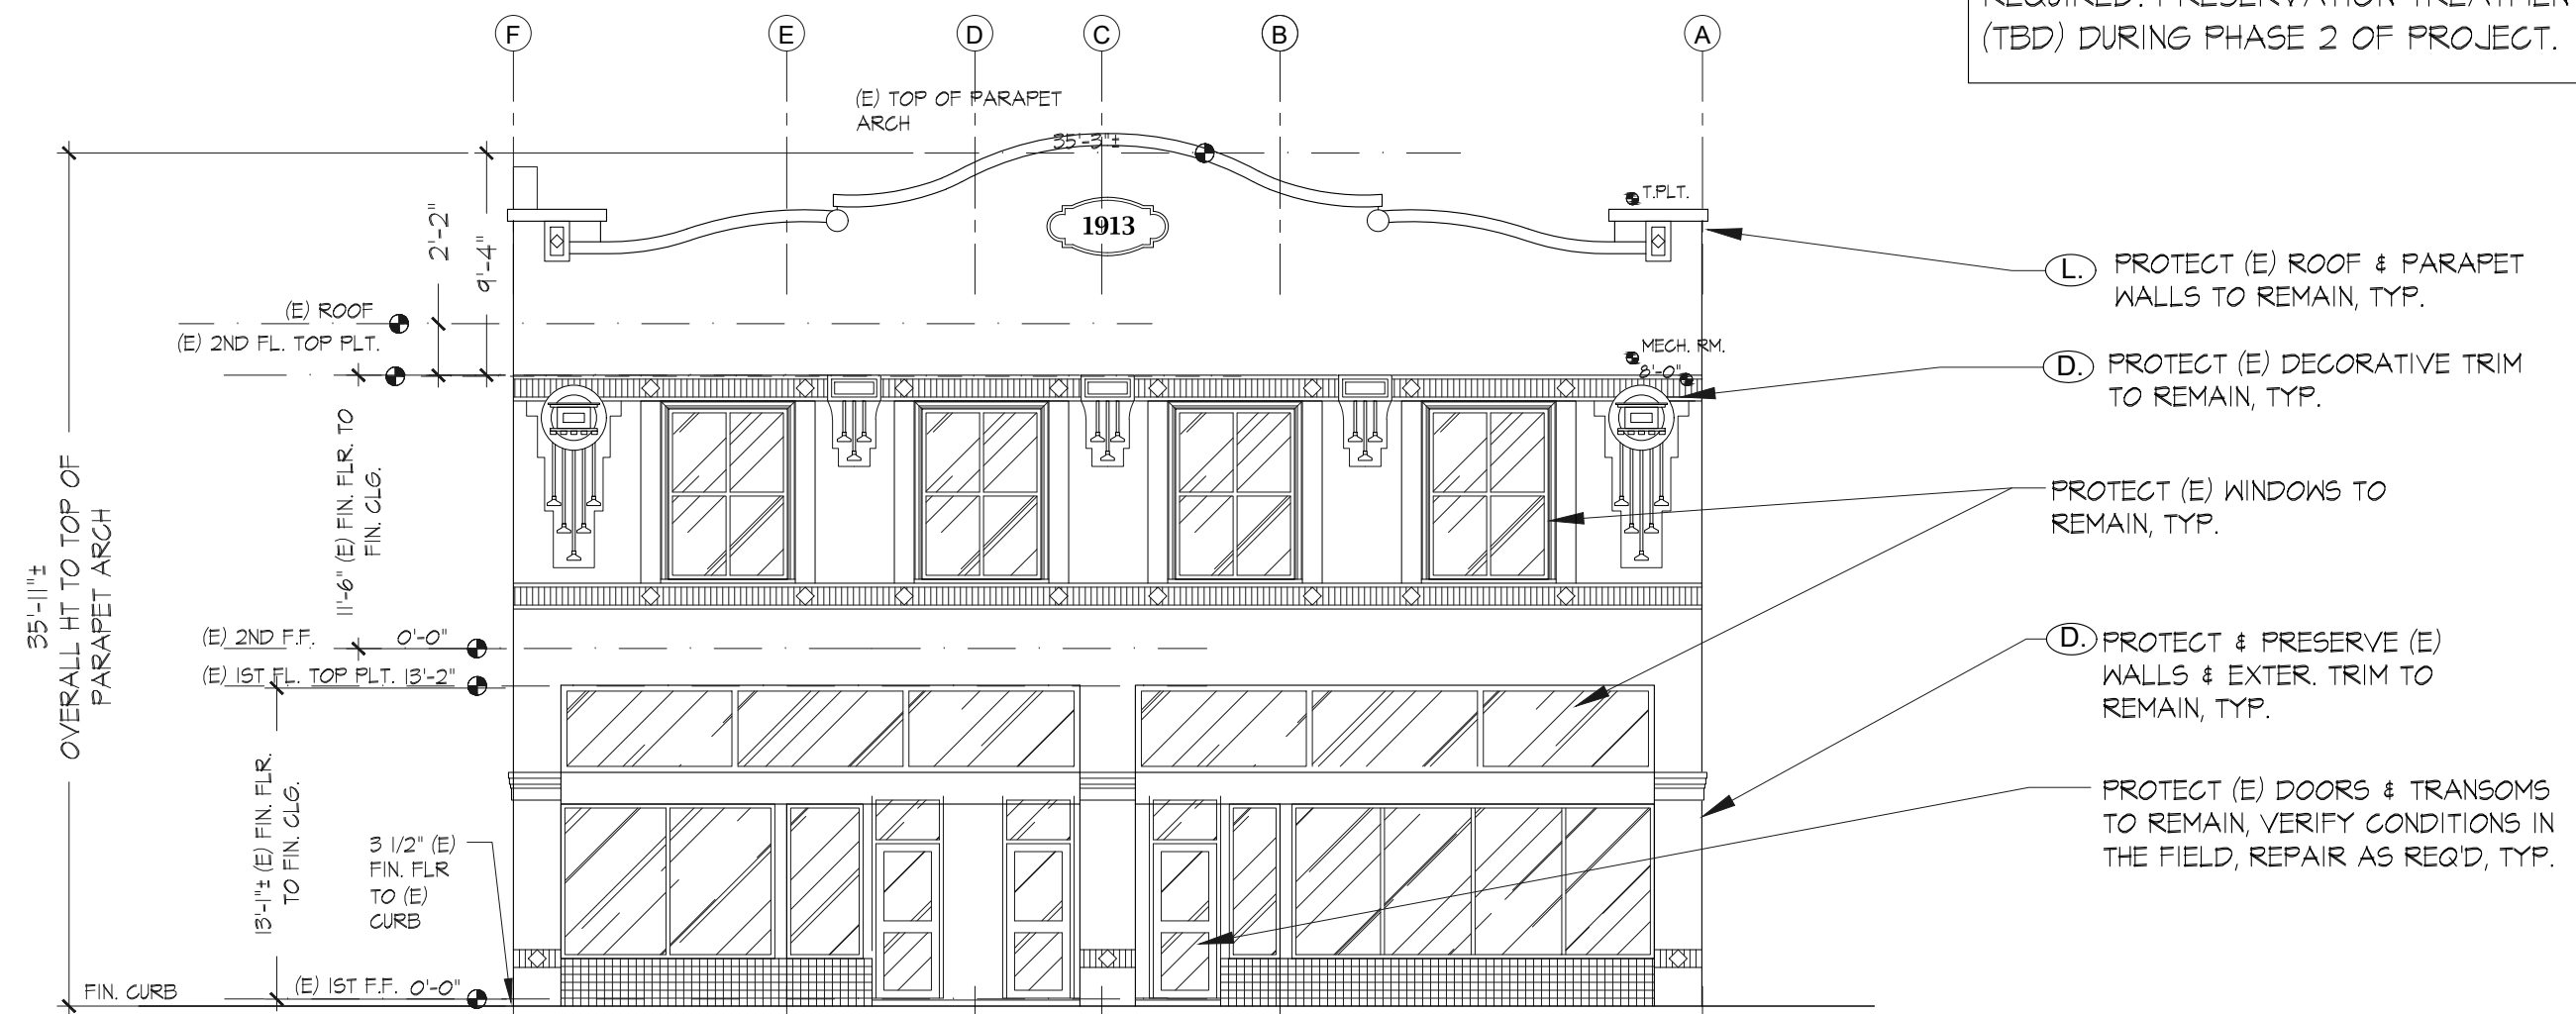 REQUIRED. PRESERVATION TREATMEN
(TBD) DURING PHASE 2 OF PROJECT.
F
E
D
C
B
A
(E) TOP OF PARAPET
ARCH
35'-3"±
1913
T.PLT.
2'-2"
9'-4"
(E) ROOF
(E) 2ND FL. TOP PLT.
MECH. RM.
8'-0"
L.
PROTECT (E) ROOF & PARAPET
WALLS TO REMAIN, TYP.
D.
PROTECT (E) DECORATIVE TRIM
TO REMAIN, TYP.
PROTECT (E) WINDOWS TO
REMAIN, TYP.
D.
PROTECT & PRESERVE (E)
WALLS & EXTER. TRIM TO
REMAIN, TYP.
PROTECT (E) DOORS & TRANSOMS
TO REMAIN, VERIFY CONDITIONS IN
THE FIELD, REPAIR AS REQ'D, TYP.
35'-11"±
OVERALL HT TO TOP OF
PARAPET ARCH
11'-6" (E) FIN. FLR. TO
FIN. CLG.
(E) 2ND F.F. 0'-0"
(E) 1ST FL. TOP PLT. 13'-2"
13'-1"± (E) FIN. FLR.
TO FIN. CLG.
3 1/2" (E)
FIN. FLR
TO (E)
CURB
(E) 1ST F.F. 0'-0"
FIN. CURB